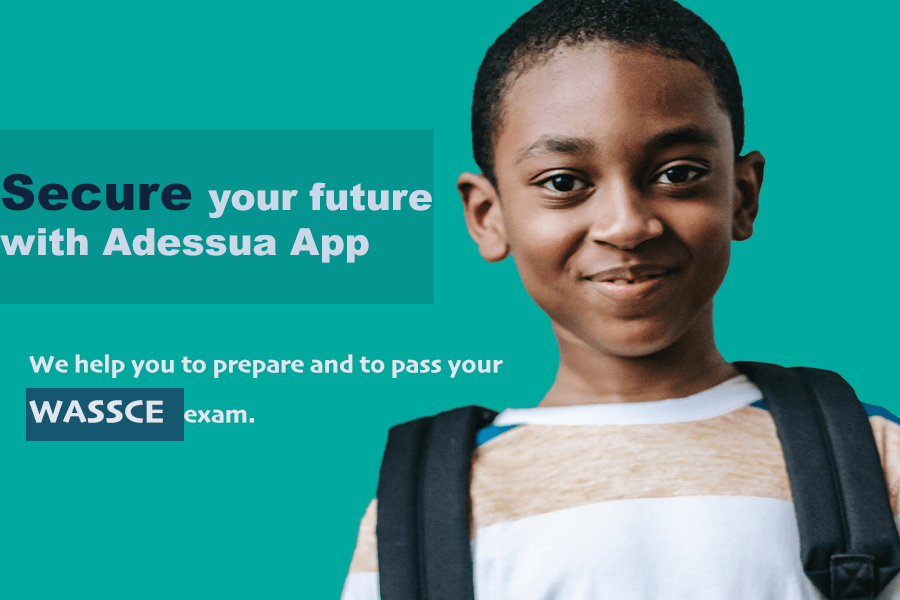 Secure your future
with Adessua App
We help you to prepare and to pass your
WASSCE exam.